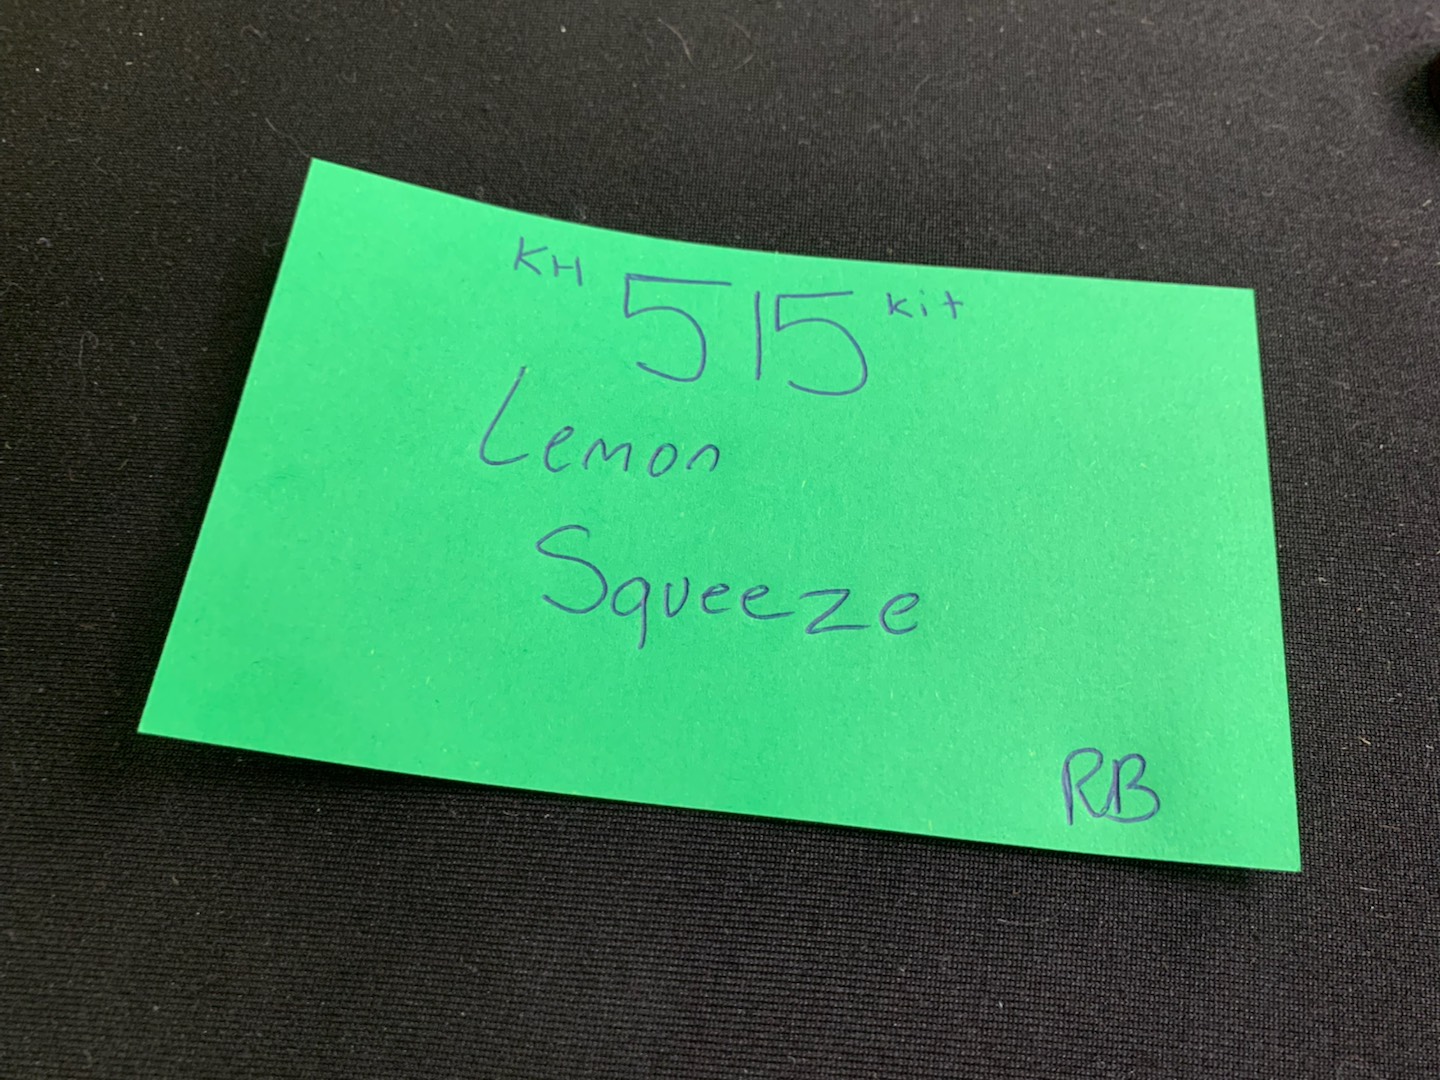 KH 515 kit
Lemon
Squeeze
RB